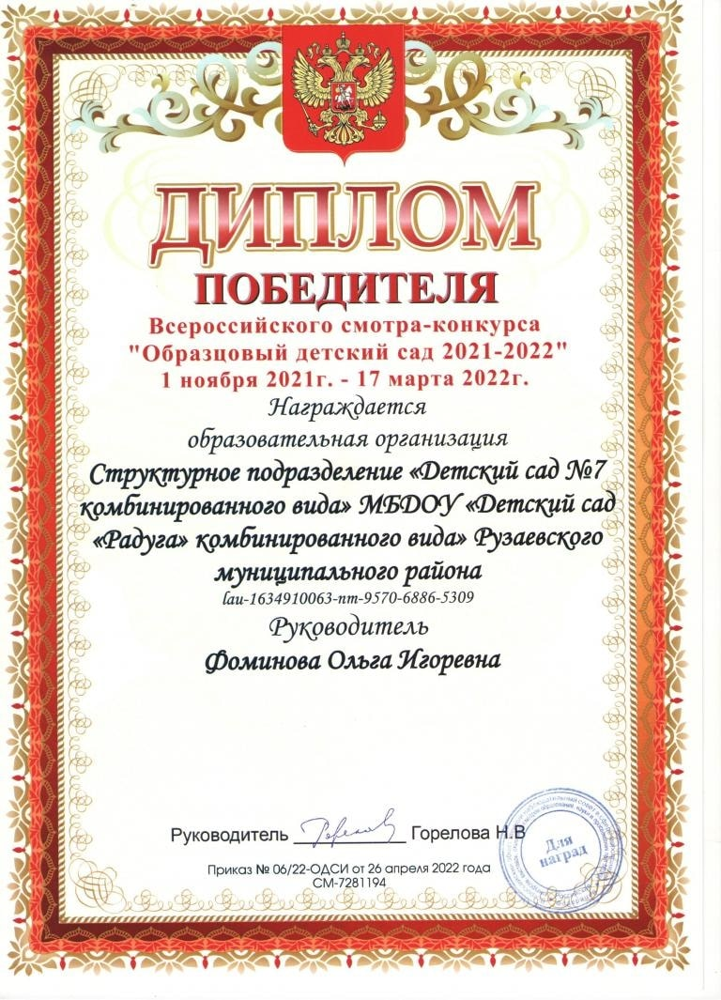 ДИПЛОМ
ПОБЕДИТЕЛЯ
Всероссийского смотра-конкурса
"Образцовый детский сад 2021-2022"
1 ноября 2021г. - 17 марта 2022г.
Награждается
образовательная организация
Структурное подразделение «Детский сад №7
комбинированного вида» МБДОУ «Детский сад
«Радуга» комбинированного вида» Рузаевского
муниципального района
lau-1634910063-nm-9570-6886-5309
Руководитель
Фоминова Ольга Игоревна
Руководитель Горелова Н.В
Приказ № 06/22-ОДСИ от 26 апреля 2022 года
СМ-7281194
Для
наград